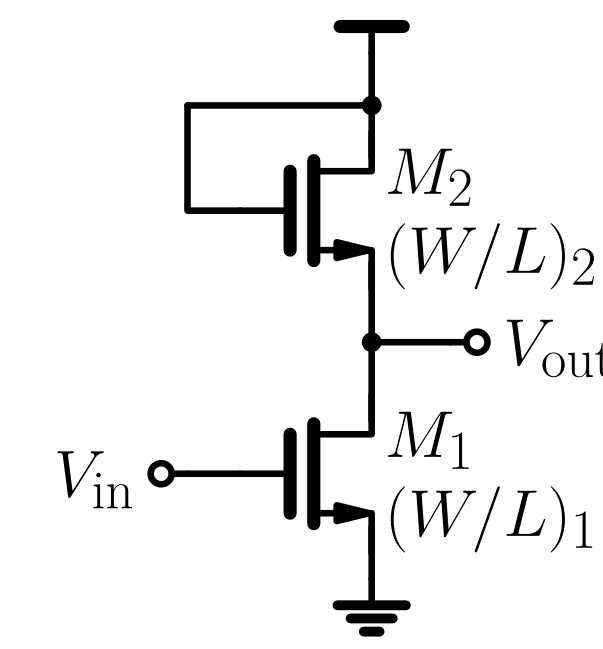 M₂
(W/L)₂
Vout
M₁
Vin
(W/L)₁